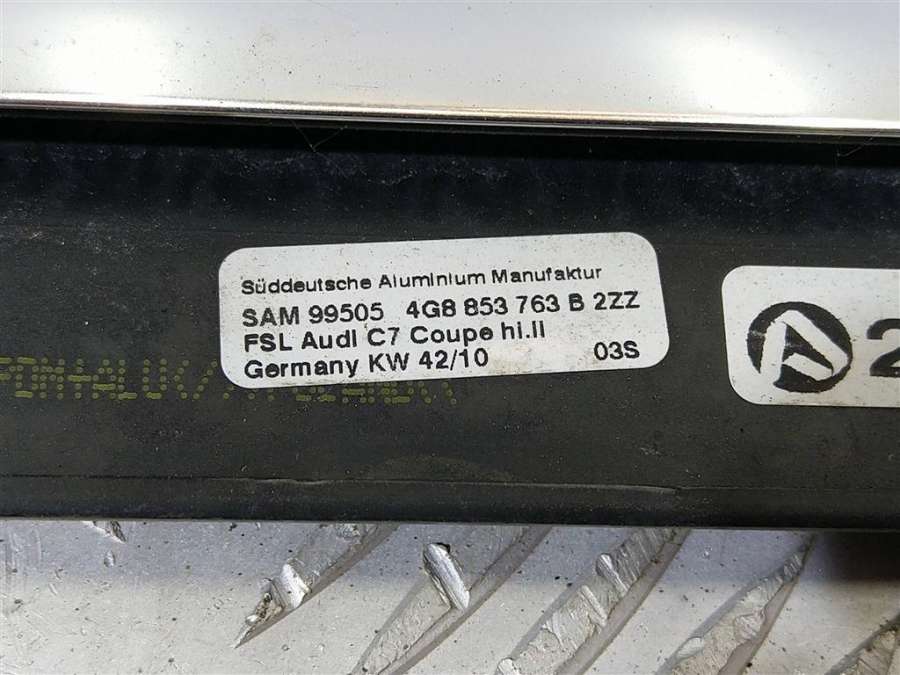 Süddeutsche Aluminium Manufaktur
SAM 99505 4G8 853 763 B 2ZZ
FSL Audi C7 Coupe hi.li
Germany KW 42/10 03S
2